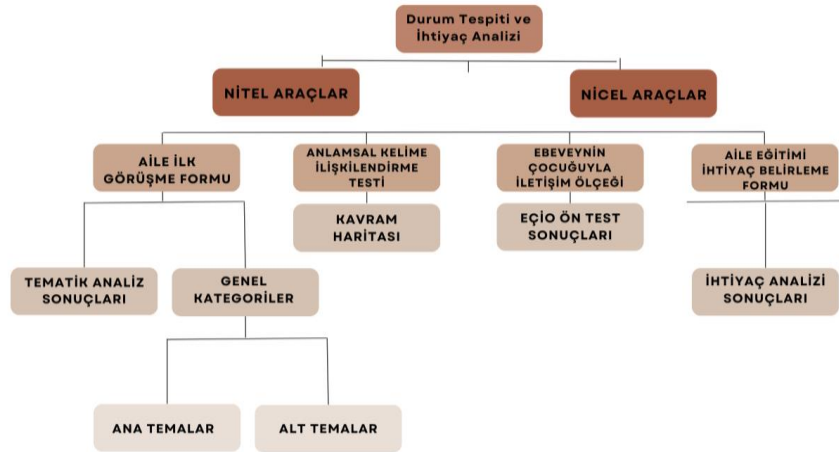 Durum Tespiti ve
İhtiyaç Analizi
NİTEL ARAÇLAR
NİCEL ARAÇLAR
AİLE İLK
GÖRÜŞME FORMU
ANLAMSAL KELİME
İLİŞKİLENDİRME
TESTİ
EBEVEYNİN
ÇOCUĞUYLA
İLETİŞİM ÖLÇEĞİ
AİLE EĞİTİMİ
İHTİYAÇ BELİRLEME
FORMU
KAVRAM
HARİTASI
EÇİO ÖN TEST
SONUÇLARI
TEMATİK ANALİZ
SONUÇLARI
GENEL
KATEGORİLER
İHTİYAÇ ANALİZİ
SONUÇLARI
ANA TEMALAR
ALT TEMALAR